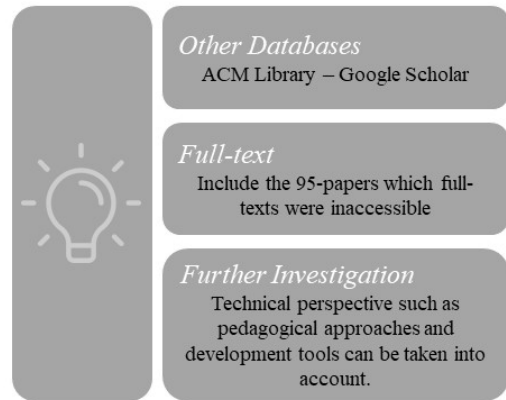 Other Databases
ACM Library – Google Scholar
Full-text
Include the 95-papers which full-
texts were inaccessible
Further Investigation
Technical perspective such as
pedagogical approaches and
development tools can be taken into
account.